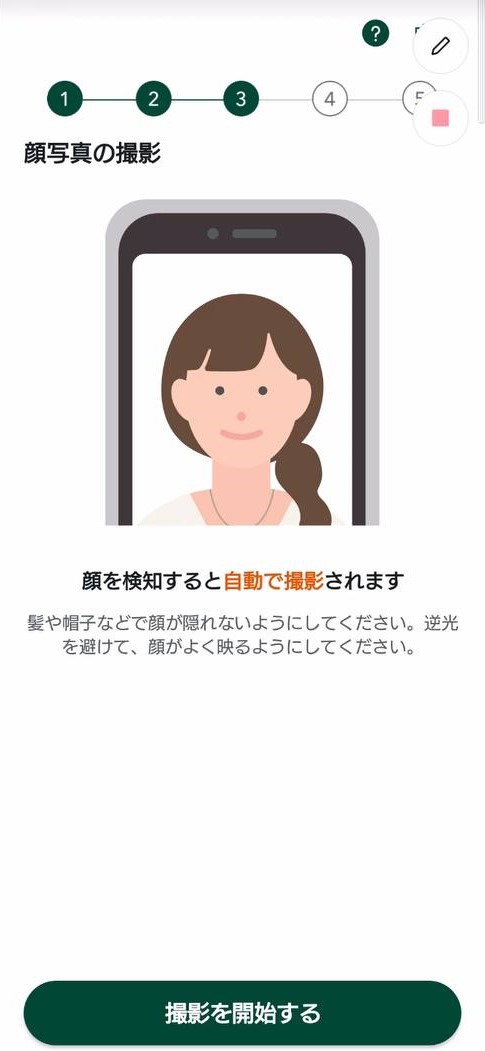 ?
1 2 3 4 5
顔写真の撮影
顔を検知すると自動で撮影されます
髪や帽子などで顔が隠れないようにしてください。逆光
を避けて、顔がよく映るようにしてください。
撮影を開始する